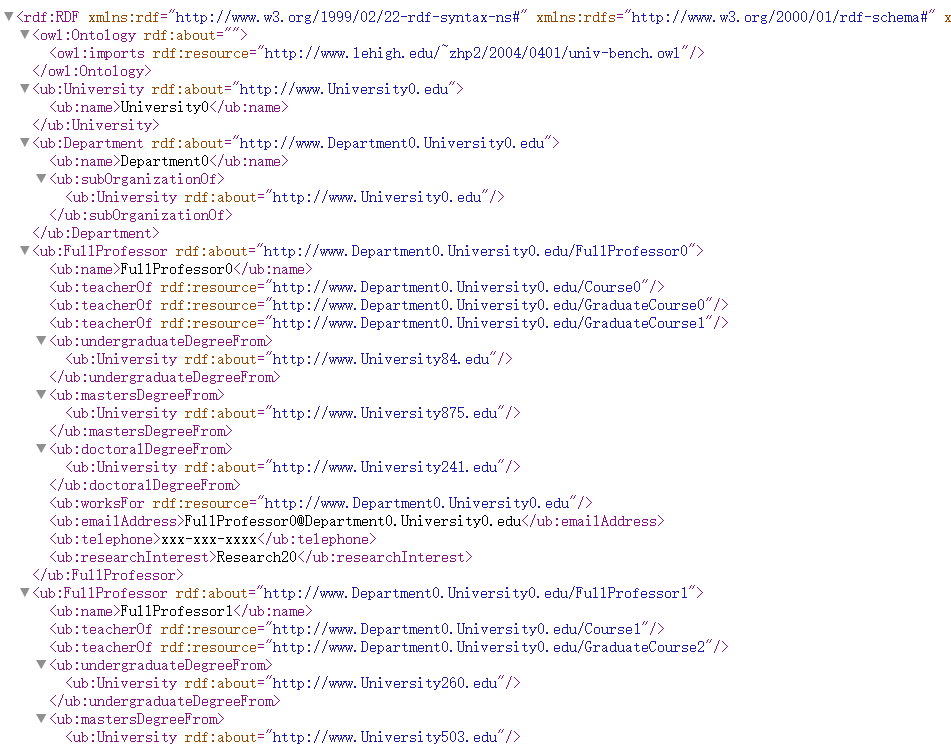 ▼<rdf:RDF xmlns:rdf="http://www.w3.org/1999/02/22-rdf-syntax-ns#" xmlns:rdfs="http://www.w3.org/2000/01/rdf-schema#" x
▼<owl:Ontology rdf:about="">
<owl:imports rdf:resource="http://www.lehigh.edu/~zhp2/2004/0401/univ-bench.owl"/>
</owl:Ontology>
▼<ub:University rdf:about="http://www.University0.edu">
<ub:name>University0</ub:name>
</ub:University>
▼<ub:Department rdf:about="http://www.Department0.University0.edu">
<ub:name>Department0</ub:name>
▼<ub:subOrganizationOf>
<ub:University rdf:about="http://www.University0.edu"/>
</ub:subOrganizationOf>
</ub:Department>
▼<ub:FullProfessor rdf:about="http://www.Department0.University0.edu/FullProfessor0">
<ub:name>FullProfessor0</ub:name>
<ub:teacherOf rdf:resource="http://www.Department0.University0.edu/Course0"/>
<ub:teacherOf rdf:resource="http://www.Department0.University0.edu/GraduateCourse0"/>
<ub:teacherOf rdf:resource="http://www.Department0.University0.edu/GraduateCourse1"/>
▼<ub:undergraduateDegreeFrom>
<ub:University rdf:about="http://www.University84.edu"/>
</ub:undergraduateDegreeFrom>
▼<ub:mastersDegreeFrom>
<ub:University rdf:about="http://www.University875.edu"/>
</ub:mastersDegreeFrom>
▼<ub:doctoralDegreeFrom>
<ub:University rdf:about="http://www.University241.edu"/>
</ub:doctoralDegreeFrom>
<ub:worksFor rdf:resource="http://www.Department0.University0.edu"/>
<ub:emailAddress>FullProfessor0@Department0.University0.edu</ub:emailAddress>
<ub:telephone>xxx-xxx-xxxx</ub:telephone>
<ub:researchInterest>Research20</ub:researchInterest>
</ub:FullProfessor>
▼<ub:FullProfessor rdf:about="http://www.Department0.University0.edu/FullProfessor1">
<ub:name>FullProfessor1</ub:name>
<ub:teacherOf rdf:resource="http://www.Department0.University0.edu/Course1"/>
<ub:teacherOf rdf:resource="http://www.Department0.University0.edu/GraduateCourse2"/>
▼<ub:undergraduateDegreeFrom>
<ub:University rdf:about="http://www.University260.edu"/>
</ub:undergraduateDegreeFrom>
▼<ub:mastersDegreeFrom>
<ub:University rdf:about="http://www.University503.edu"/>